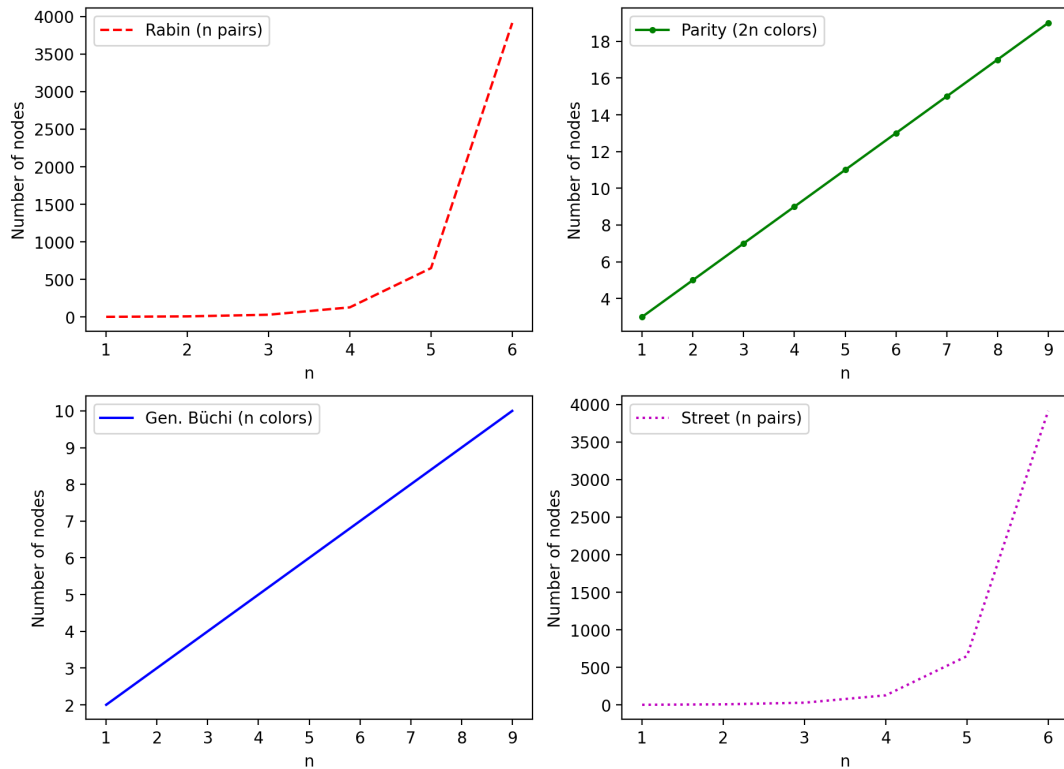 Rabin (n pairs)
Number of nodes
4000
3500
3000
2500
2000
1500
1000
500
0
1 2 3 4 5 6
n
Parity (2n colors)
Number of nodes
18
16
14
12
10
8
6
4
1 2 3 4 5 6 7 8 9
n
Gen. Büchi (n colors)
Number of nodes
10
9
8
7
6
5
4
3
2
1 2 3 4 5 6 7 8 9
n
Street (n pairs)
Number of nodes
4000
3500
3000
2500
2000
1500
1000
500
0
1 2 3 4 5 6
n